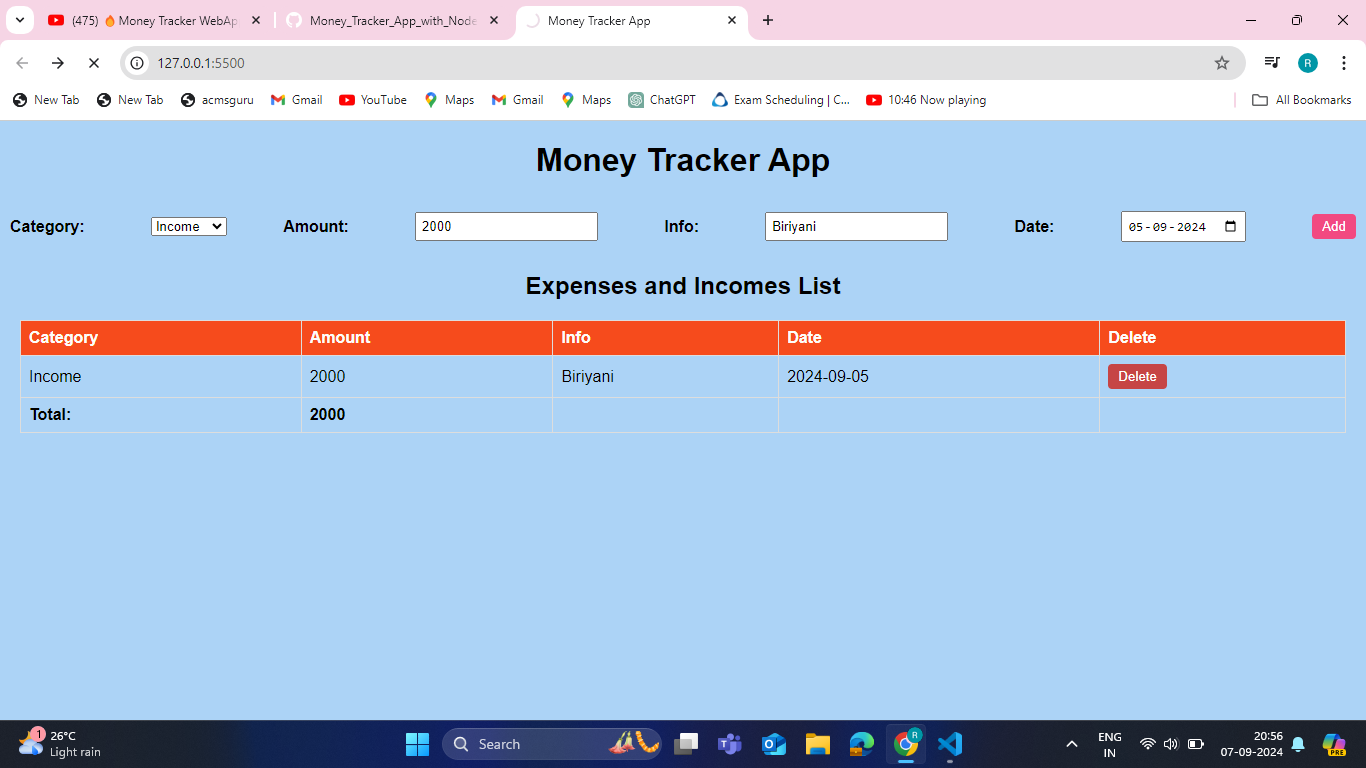 (475) 🔥 Money Tracker WebAp
Money_Tracker_App_with_Node
Money Tracker App
127.0.0.1:5500
R
New Tab
New Tab
acmsguru
Gmail
YouTube
Maps
Gmail
Maps
ChatGPT
Exam Scheduling | C...
10:46 Now playing
All Bookmarks
Money Tracker App
Category:
Income
Amount:
2000
Info:
Biriyani
Date:
05-09-2024
Add
Expenses and Incomes List
Category Amount Info Date Delete
Income 2000 Biriyani 2024-09-05 Delete
Total: 2000
1
26°C
Light rain
Search
R
ENG
IN
20:56
07-09-2024
PRE